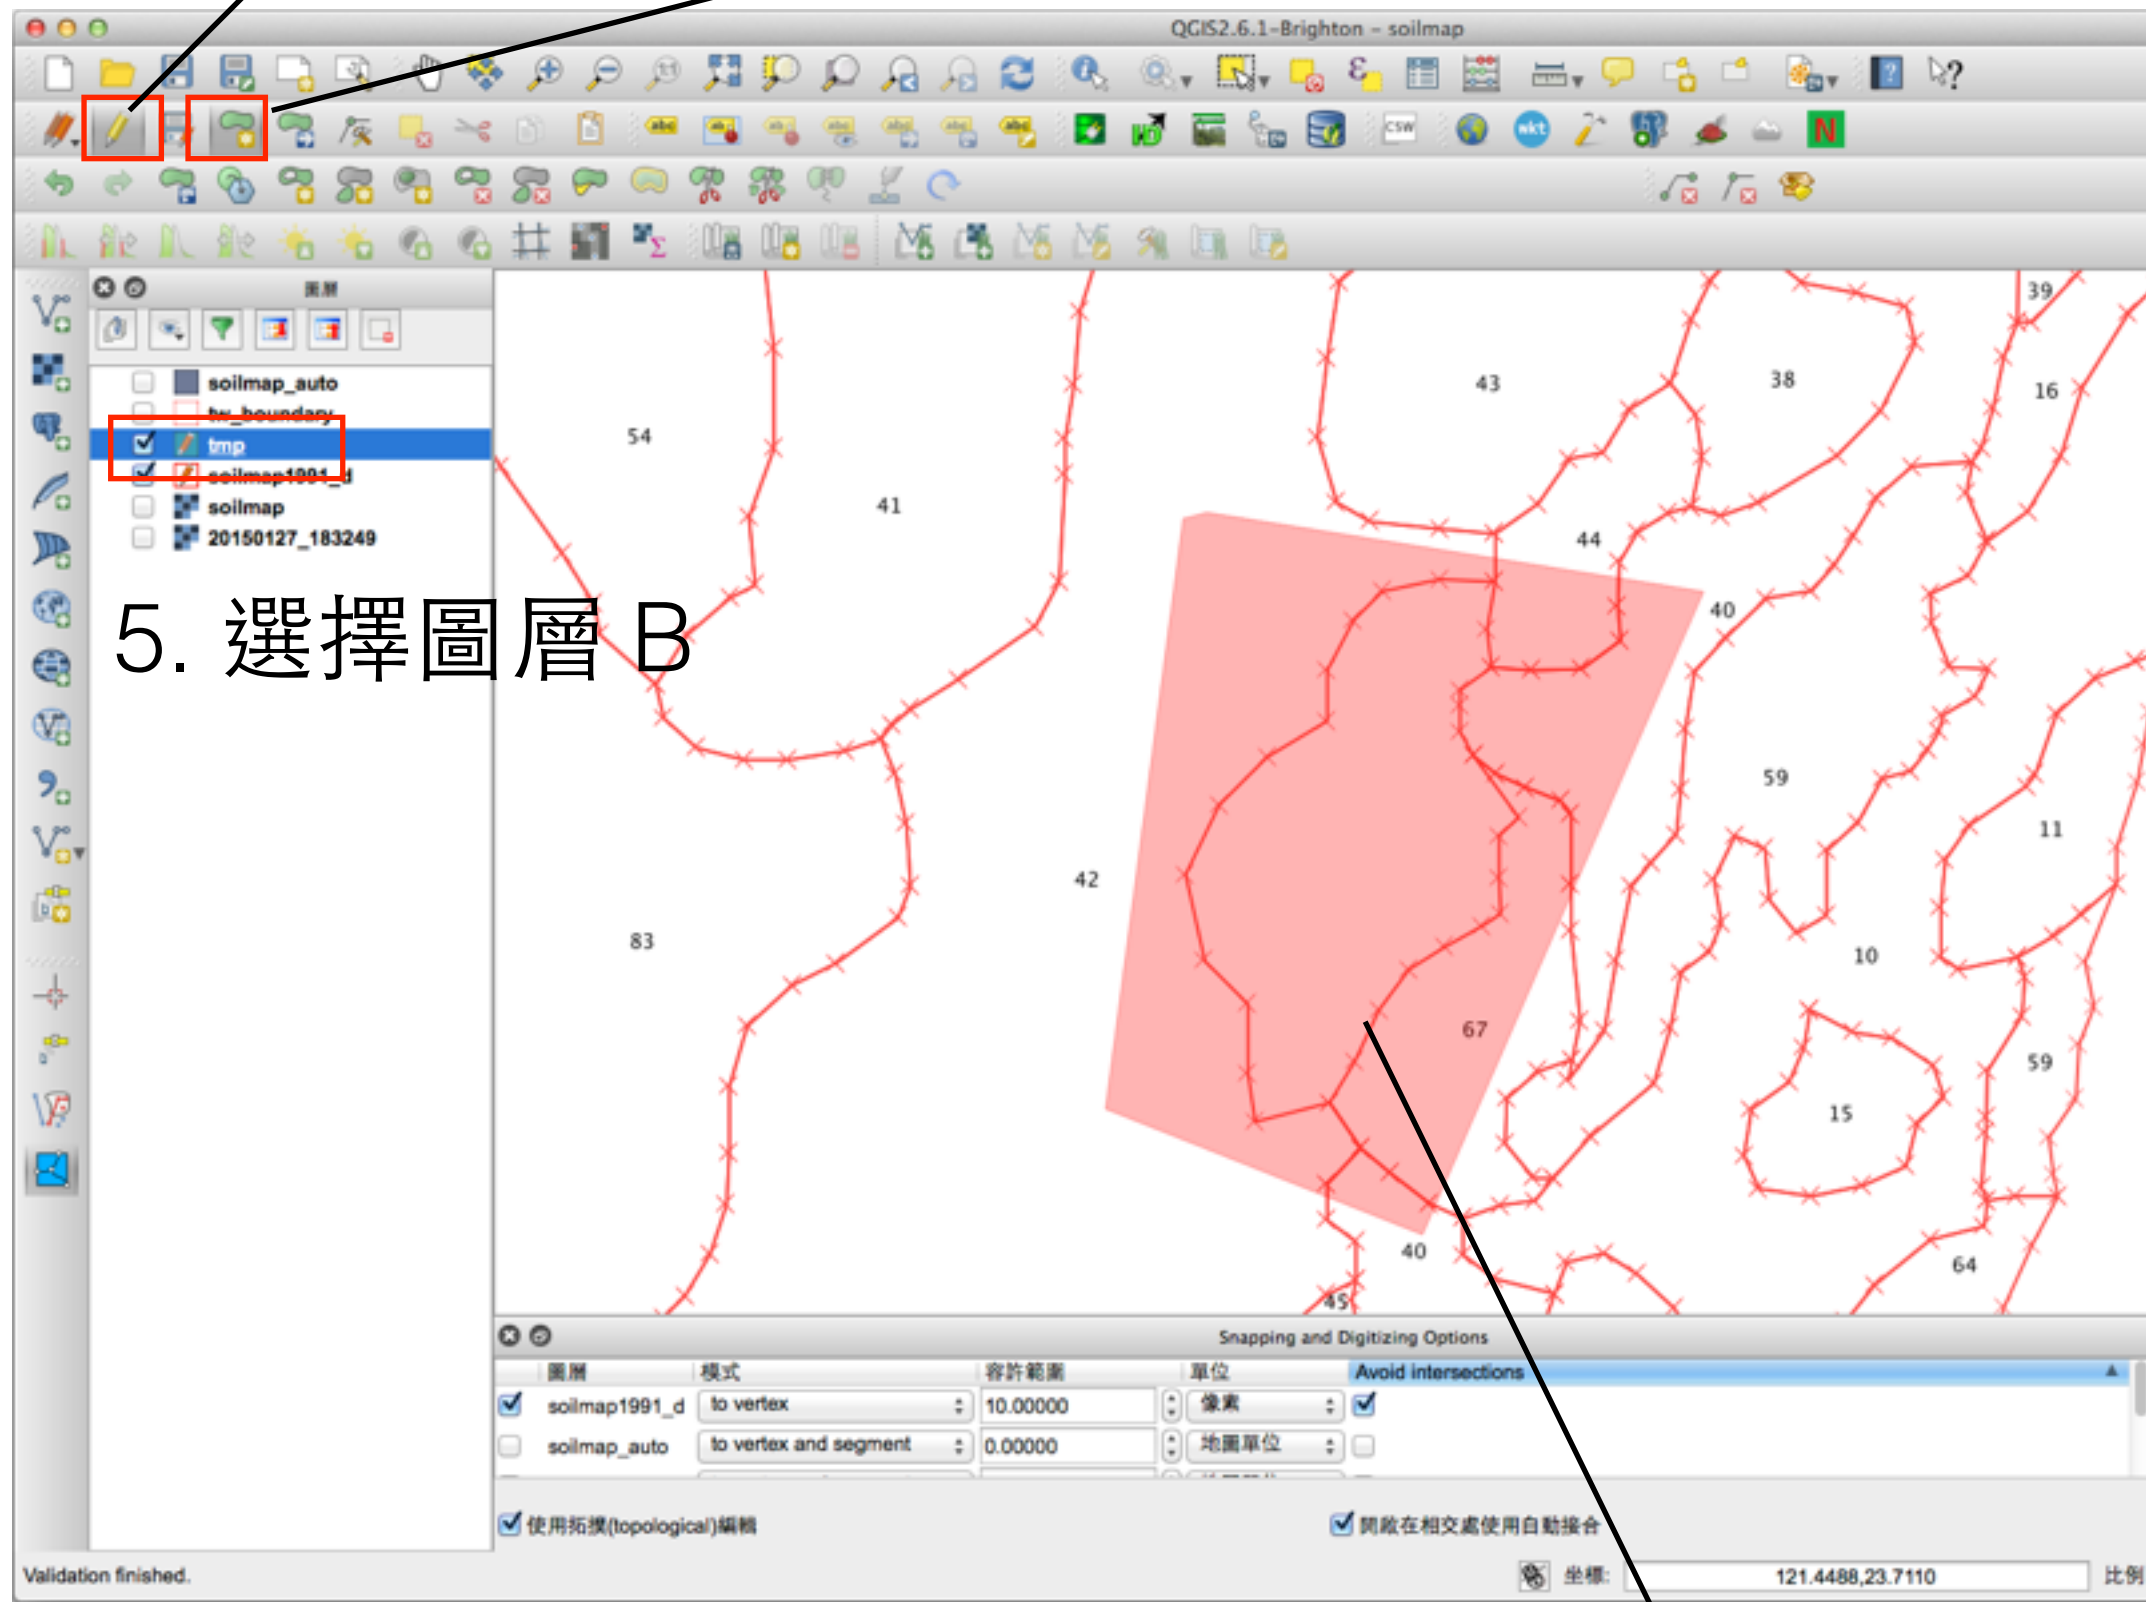 QGIS2.6.1-Brighton - soilmap
圖層
soilmap_auto
tw_boundary
tmp
soilmap1991_d
soilmap
20150127_183249
5. 選擇圖層 B
39
43
38
16
54
41
44
40
59
11
42
83
10
67
59
15
40
64
45
Snapping and Digitizing Options
圖層 模式 容許範圍 單位 Avoid intersections
soilmap1991_d to vertex 10.00000 像素
soilmap_auto to vertex and segment 0.00000 地圖單位
使用拓撲(topological)編輯 開啟在相交處使用自動接合
Validation finished. 坐標: 121.4488,23.7110 比例